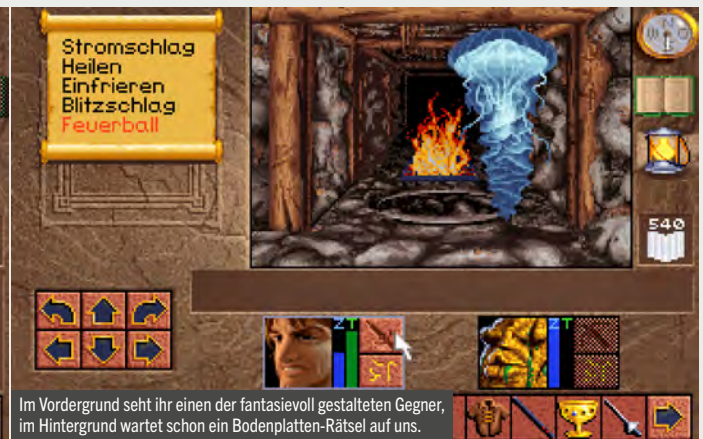 Stromschlag
Heilen
Einfrieren
Blitzschlag
Feuerball
540
Z T
Z T
Im Vordergrund seht ihr einen der fantasievoll gestalteten Gegner,
im Hintergrund wartet schon ein Bodenplatten-Rätsel auf uns.